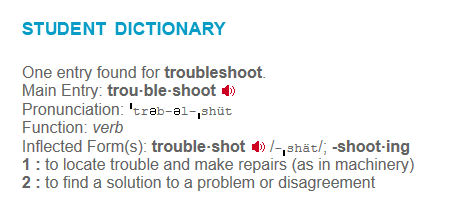 STUDENT DICTIONARY
One entry found for troubleshoot.
Main Entry: trou·ble·shoot
Pronunciation: ˈtrəb-əl-ˌshüt
Function: verb
Inflected Form(s): trouble·shot /-ˌshät/; -shoot·ing
1 : to locate trouble and make repairs (as in machinery)
2 : to find a solution to a problem or disagreement